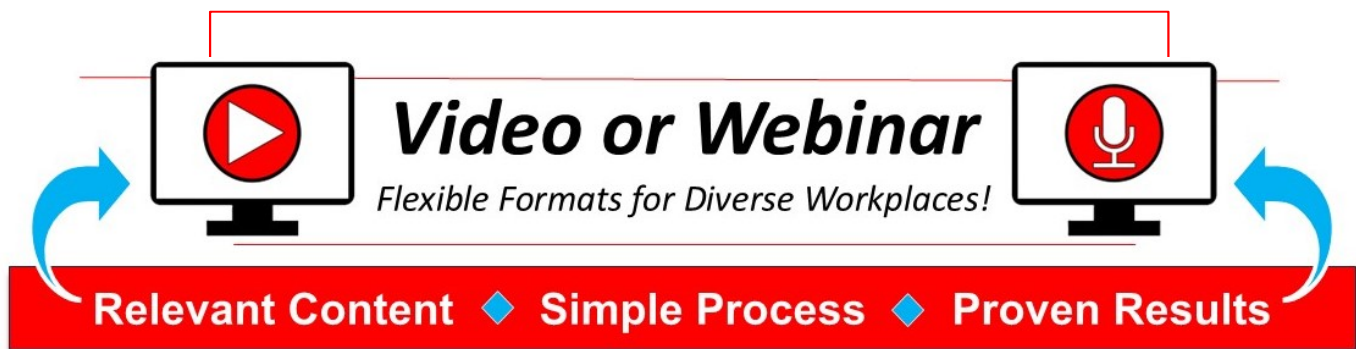 Video or Webinar
Flexible Formats for Diverse Workplaces!
Relevant Content Simple Process Proven Results